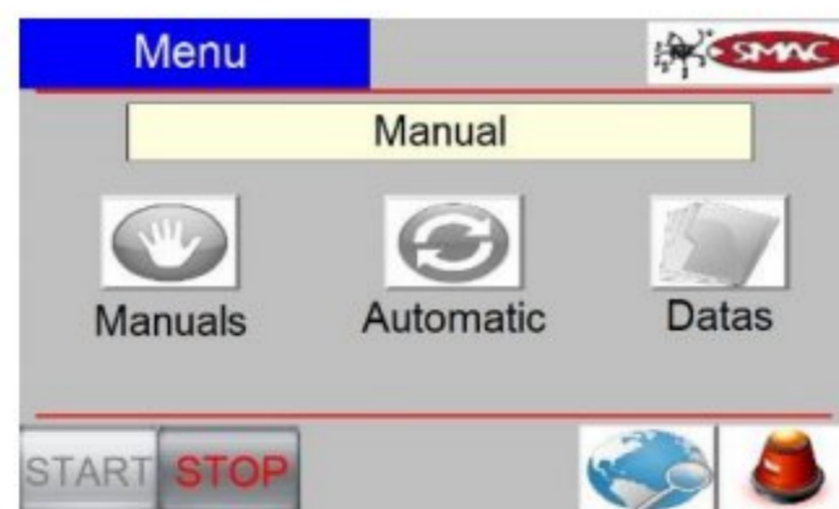 Menu
SMAC
Manual
Manuals
Automatic
Datas
START
STOP